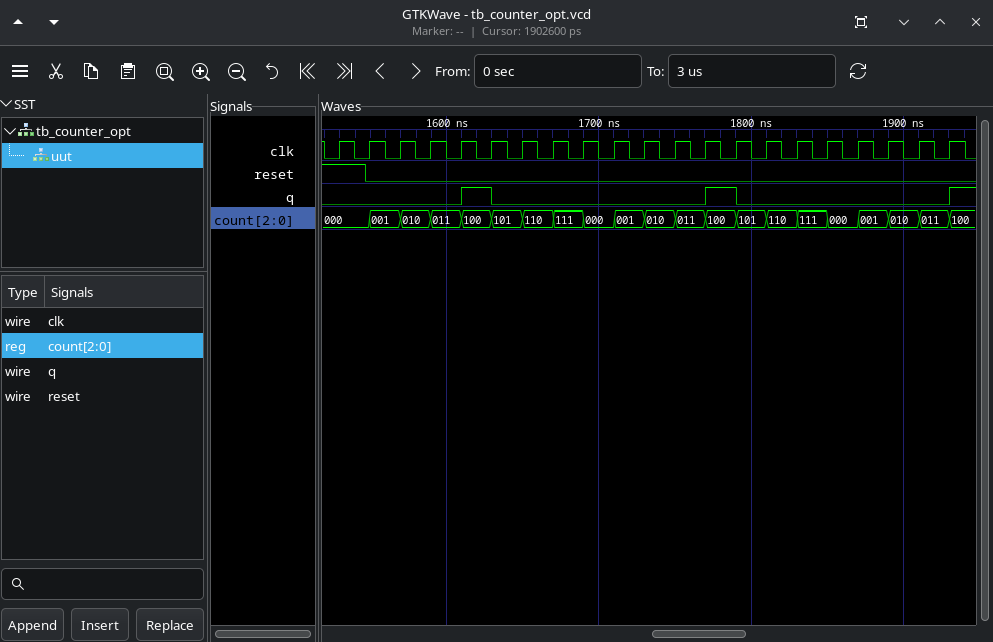 GTKWave - tb_counter_opt.vcd
Marker: -- | Cursor: 1902600 ps
From: 0 sec To: 3 us
SST
tb_counter_opt
uut
Type Signals
wire clk
reg count[2:0]
wire q
wire reset
Append Insert Replace
Signals
clk
reset
q
count[2:0]
Waves
1600 ns 1700 ns 1800 ns 1900 ns
000 001 010 011 100 101 110 111 000 001 010 011 100 101 110 111 000 001 010 011 100